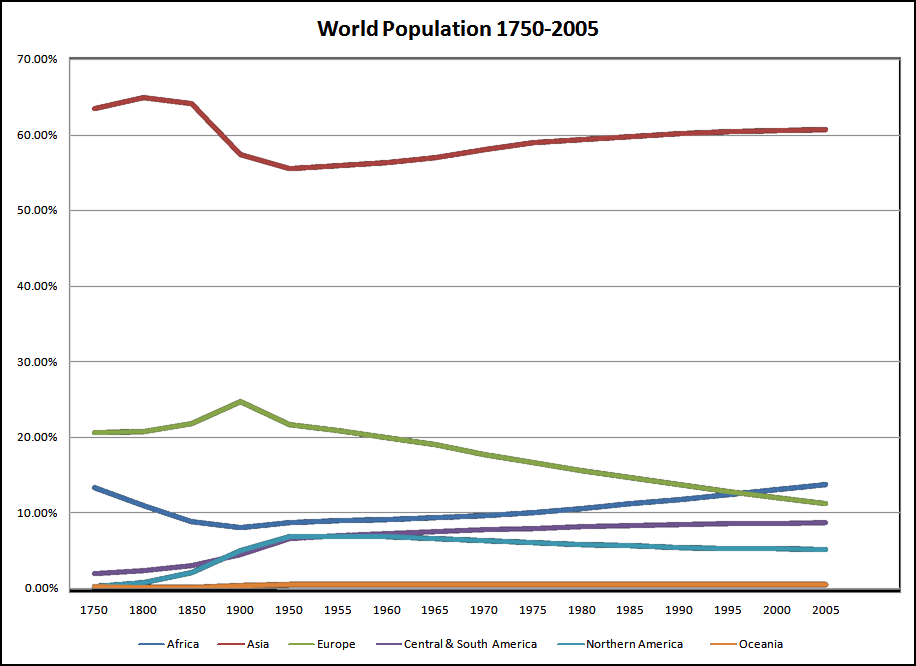 World Population 1750-2005
70.00%
60.00%
50.00%
40.00%
30.00%
20.00%
10.00%
0.00%
1750 1800 1850 1900 1950 1955 1960 1965 1970 1975 1980 1985 1990 1995 2000 2005
Africa Asia Europe Central & South America Northern America Oceania